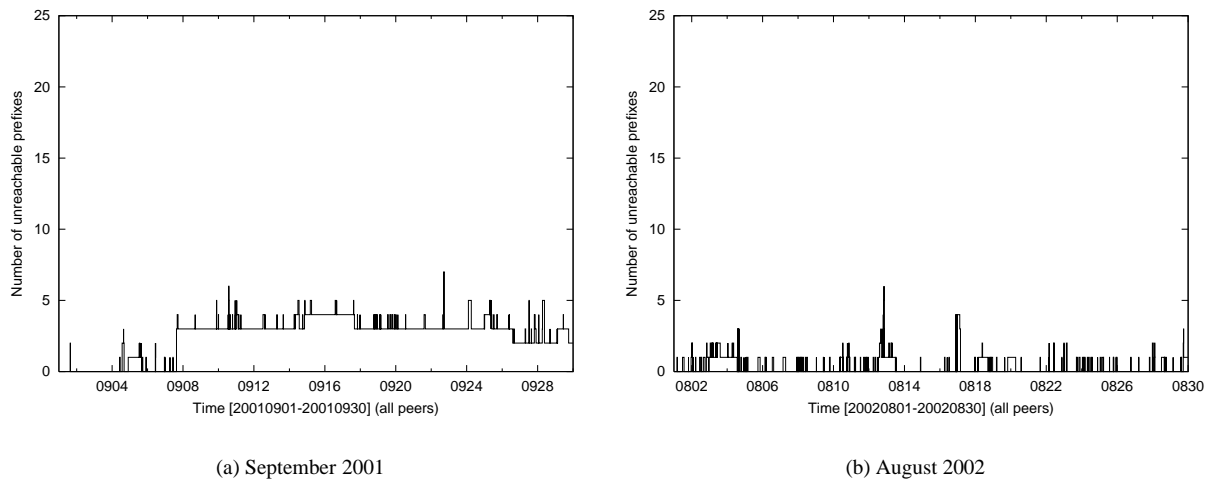 25
20
15
10
5
0
Number of unreachable prefixes
0904 0908 0912 0916 0920 0924 0928
Time [20010901-20010930] (all peers)
(a) September 2001
25
20
15
10
5
0
Number of unreachable prefixes
0802 0806 0810 0814 0818 0822 0826 0830
Time [20020801-20020830] (all peers)
(b) August 2002